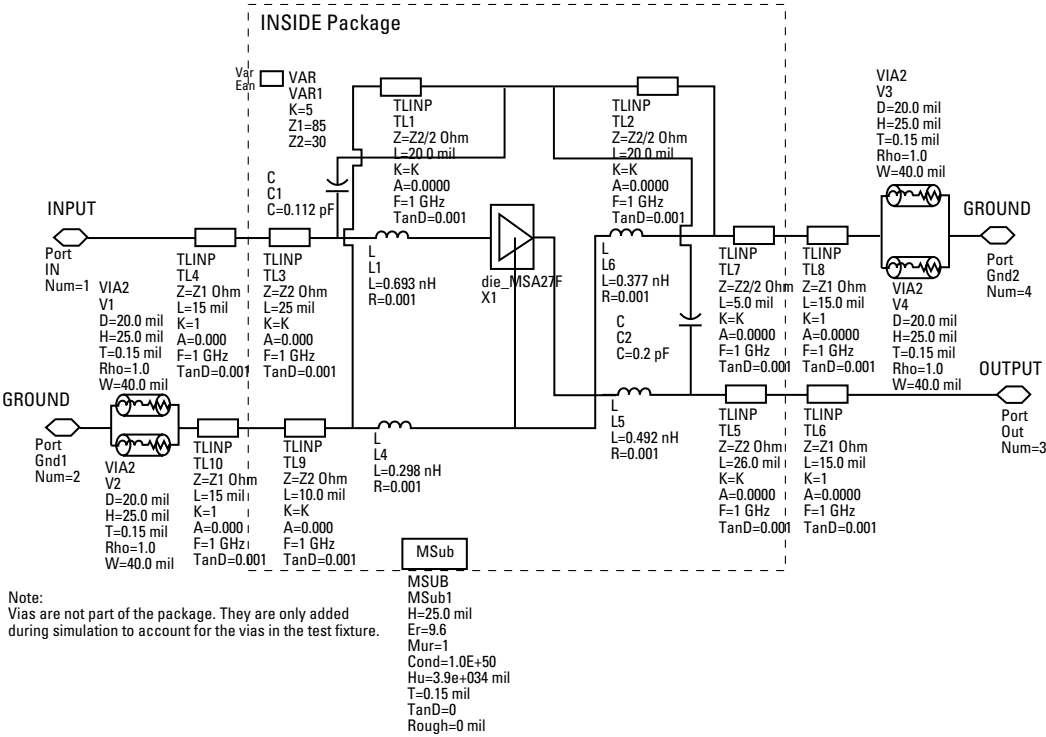 INSIDE Package
Var
Ean
VAR
VAR1
K=5
Z1=85
Z2=30
TLINP
TL1
Z=Z2/2 Ohm
L=20 0 mil
K=K
A=0.0000
F=1 GHz
TanD=0.001
TLINP
TL2
Z=Z2/2 Ohm
L=20 0 mil
K=K
A=0.0000
F=1 GHz
TanD=0.001
VIA2
V3
D=20.0 mil
H=25.0 mil
T=0.15 mil
Rho=1.0
W=40.0 mil
C
C1
C=0.112 pF
INPUT
Port
IN
Num=1
TLINP
TL4
Z=Z1 Ohm
L=15 mil
K=1
A=0.000
F=1 GHz
TanD=0.001
TLINP
TL3
Z=Z2 Ohm
L=25 mil
K=K
A=0.000
F=1 GHz
TanD=0.001
L
L1
L=0.693 nH
R=0.001
die_MSA27F
X1
L
L6
L=0.377 nH
R=0.001
C
C2
C=0.2 pF
TLINP
TL7
Z=Z2/2 Ohm
L=5.0 mil
K=K
A=0.0000
F=1 GHz
TanD=0.001
TLINP
TL8
Z=Z1 Ohm
L=15.0 mil
K=1
A=0.0000
F=1 GHz
TanD=0.001
GROUND
Port
Gnd2
Num=4
VIA2
V4
D=20.0 mil
H=25.0 mil
T=0.15 mil
Rho=1.0
W=40.0 mil
VIA2
V1
D=20.0 mil
H=25.0 mil
T=0.15 mil
Rho=1.0
W=40.0 mil
GROUND
Port
Gnd1
Num=2
VIA2
V2
D=20.0 mil
H=25.0 mil
T=0.15 mil
Rho=1.0
W=40.0 mil
TLINP
TL10
Z=Z1 Ohm
L=15 mil
K=1
A=0.000
F=1 GHz
TanD=0.001
TLINP
TL9
Z=Z2 Ohm
L=10.0 mil
K=K
A=0.000
F=1 GHz
TanD=0.001
L
L4
L=0.298 nH
R=0.001
L
L5
L=0.492 nH
R=0.001
TLINP
TL5
Z=Z2 Ohm
L=26.0 mil
K=K
A=0.0000
F=1 GHz
TanD=0.001
TLINP
TL6
Z=Z1 Ohm
L=15.0 mil
K=1
A=0.0000
F=1 GHz
TanD=0.001
OUTPUT
Port
Out
Num=3
MSub
MSUB
MSub1
H=25.0 mil
Er=9.6
Mur=1
Cond=1.0E+50
Hu=3.9e+034 mil
T=0.15 mil
TanD=0
Rough=0 mil
Note:
Vias are not part of the package. They are only added
during simulation to account for the vias in the test fixture.